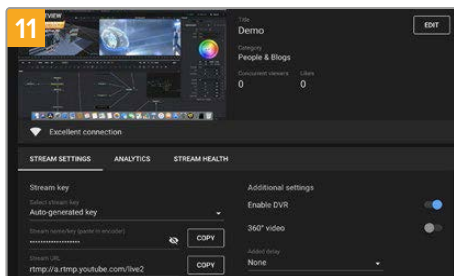 11
PREVIEW
Title
Demo
EDIT
Category
People & Blogs
Concurrent viewers Likes
0 0
Excellent connection
STREAM SETTINGS ANALYTICS STREAM HEALTH
Stream key Additional settings
Select stream key
Auto-generated key
Enable DVR
Stream name/key (paste in encoder)
COPY
360° video
Stream URL
rtmp://a.rtmp.youtube.com/live2
COPY
Added delay
None